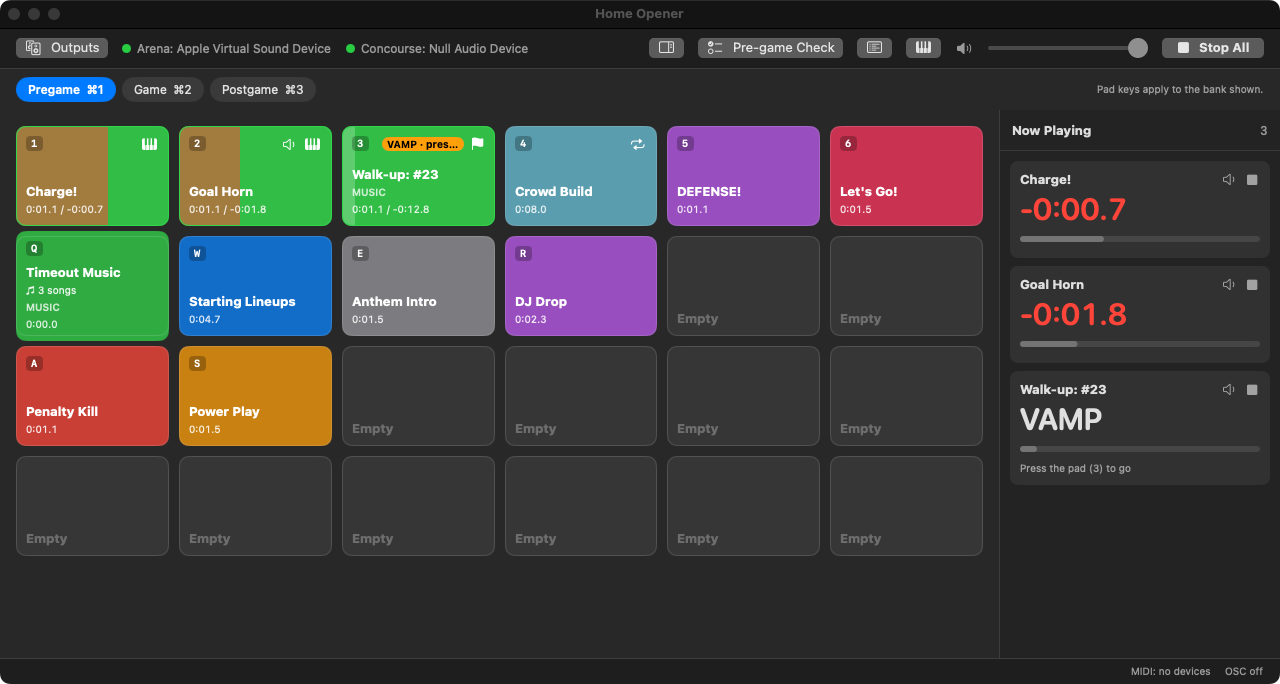 Home Opener
Outputs
Arena: Apple Virtual Sound Device
Concourse: Null Audio Device
Pre-game Check
Stop All
Pregame ⌘1
Game ⌘2
Postgame ⌘3
Pad keys apply to the bank shown.
1
Charge!
0:01.1 / -0:00.7
2
Goal Horn
0:01.1 / -0:01.8
3
VAMP · pres...
Walk-up: #23
MUSIC
0:01.1 / -0:12.8
4
Crowd Build
0:08.0
5
DEFENSE!
0:01.1
6
Let's Go!
0:01.5
Q
Timeout Music
3 songs
MUSIC
0:00.0
W
Starting Lineups
0:04.7
E
Anthem Intro
0:01.5
R
DJ Drop
0:02.3
Empty
Empty
A
Penalty Kill
0:01.1
S
Power Play
0:01.5
Empty
Empty
Empty
Empty
Empty
Empty
Empty
Empty
Empty
Empty
Now Playing
3
Charge!
-0:00.7
Goal Horn
-0:01.8
Walk-up: #23
VAMP
Press the pad (3) to go
MIDI: no devices
OSC off